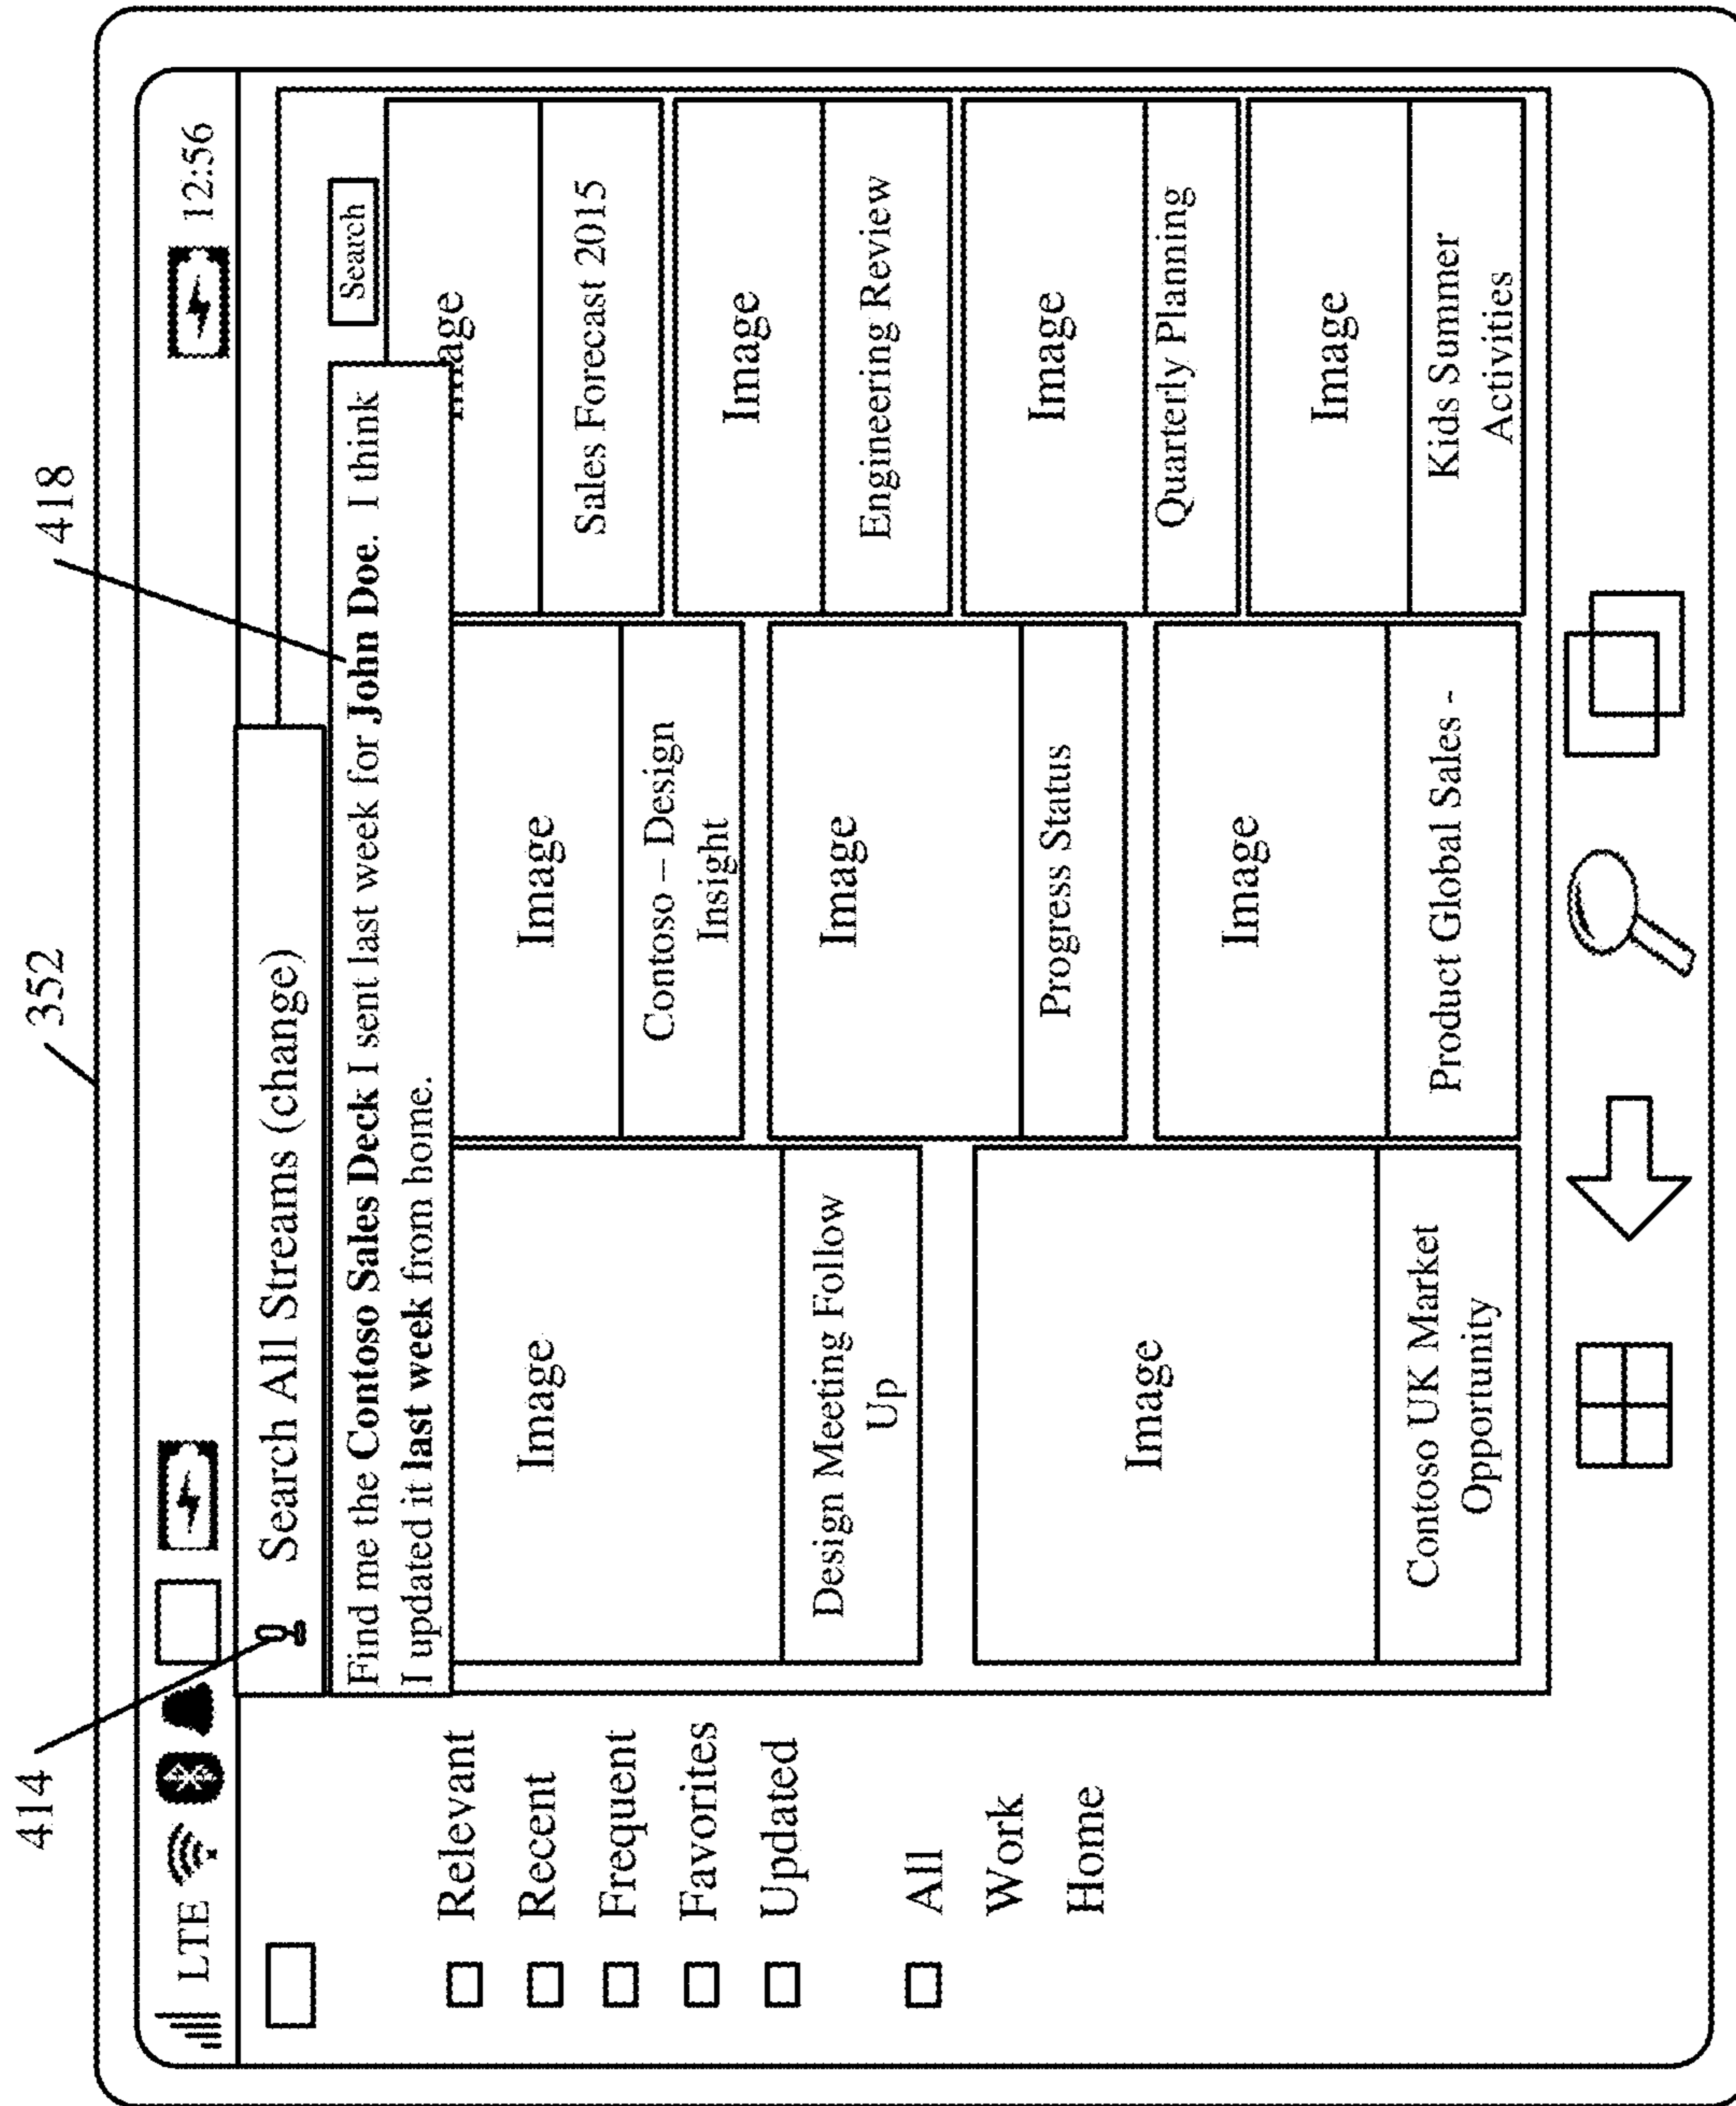 352
418
414
LTE
12:56
Search All Streams (change)
Search
Find me the Contoso Sales Deck I sent last week for John Doe. I think
I updated it last week from home.
Relevant
Recent
Frequent
Favorites
Updated
All
Work
Home
Image
Design Meeting Follow
Up
Image
Contoso UK Market
Opportunity
Image
Contoso – Design
Insight
Image
Progress Status
Image
Product Global Sales -
Image
Sales Forecast 2015
Image
Engineering Review
Image
Quarterly Planning
Image
Kids Summer
Activities